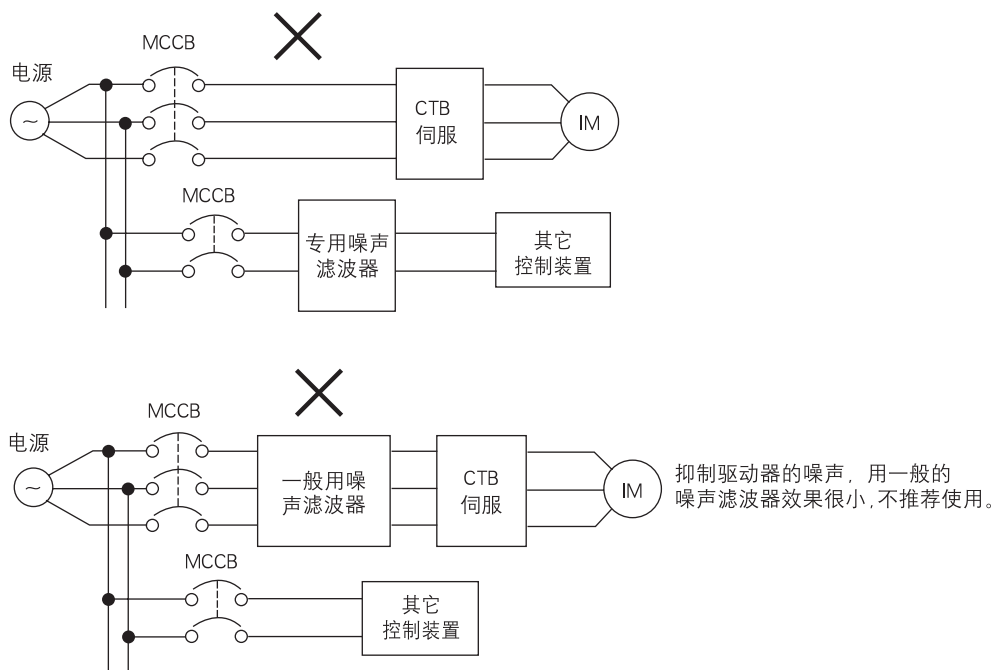 MCCB
电源
~
CTB
伺服
IM
MCCB
专用噪声
滤波器
其它
控制装置
MCCB
电源
~
一般用噪
声滤波器
CTB
伺服
IM
抑制驱动器的噪声，用一般的
噪声滤波器效果很小，不推荐使用。
MCCB
其它
控制装置